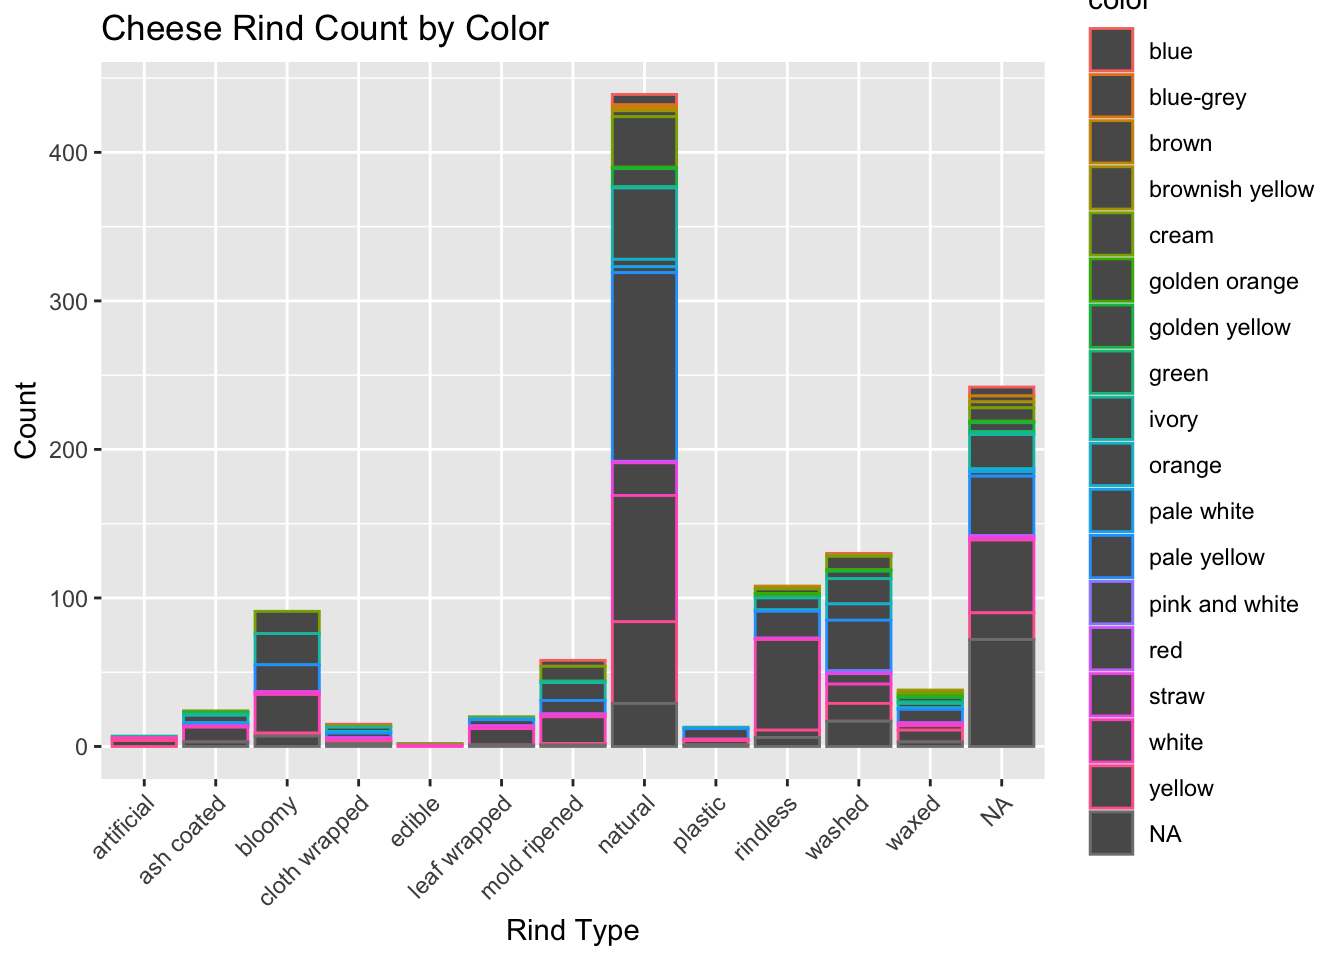 Cheese Rind Count by Color
color
blue
blue-grey
brown
brownish yellow
cream
golden orange
golden yellow
green
ivory
orange
pale white
pale yellow
pink and white
red
straw
white
yellow
NA
Count
400
300
200
100
0
artificial
ash coated
bloomy
cloth wrapped
edible
leaf wrapped
mold ripened
natural
plastic
rindless
washed
waxed
NA
Rind Type